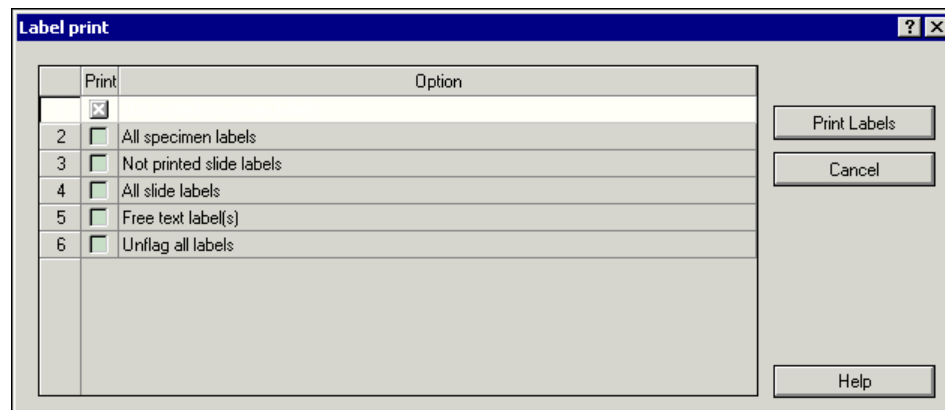 Label print
Print Option
2 All specimen labels
3 Not printed slide labels
4 All slide labels
5 Free text label(s)
6 Unflag all labels
Print Labels
Cancel
Help